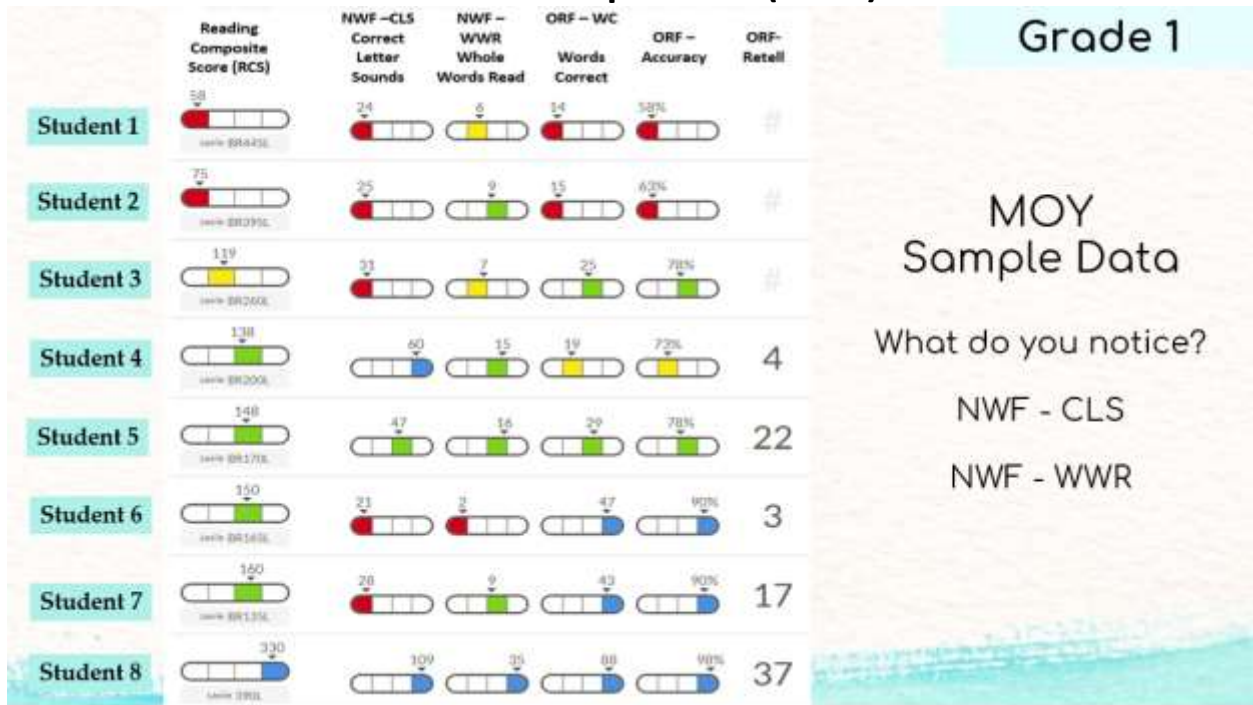 Grade 1
Reading Composite Score (RCS)
NWF –CLS Correct Letter Sounds
NWF – WWR Whole Words Read
ORF – WC Words Correct
ORF – Accuracy
ORF- Retell
Student 1
58
24
6
14
58%
#
Student 2
75
25
9
15
63%
#
Student 3
119
31
7
25
78%
#
Student 4
138
60
15
19
73%
4
Student 5
148
47
16
29
78%
22
Student 6
150
21
2
47
90%
3
Student 7
160
28
9
43
90%
17
Student 8
330
109
35
88
98%
37
MOY
Sample Data
What do you notice?
NWF - CLS
NWF - WWR